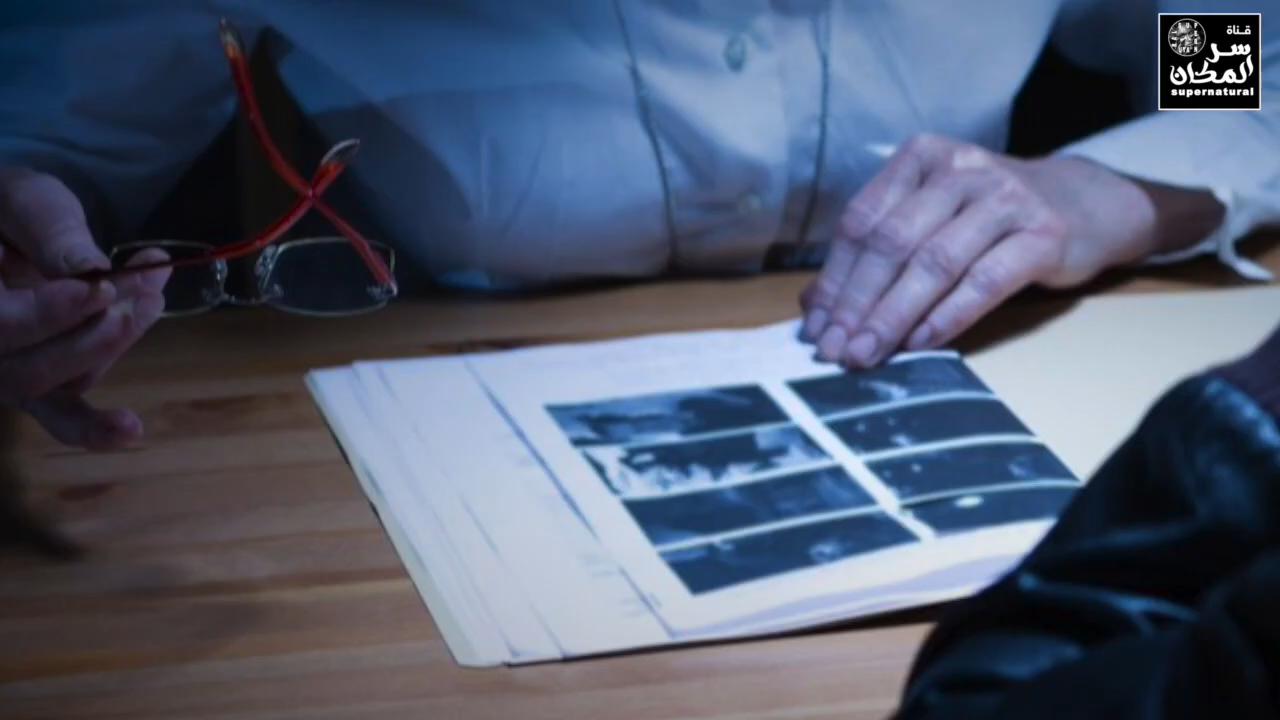 قناة
سر
المكان
supernatural